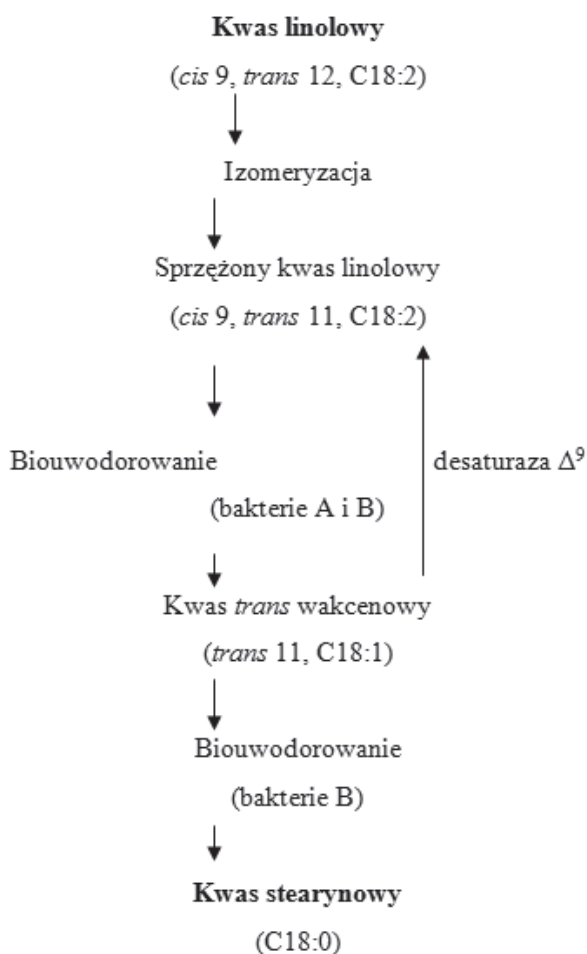 Kwas linolowy
(cis 9, trans 12, C18:2)
Izomeryzacja
Sprzężony kwas linolowy
(cis 9, trans 11, C18:2)
Biouwodorowanie
desaturaza Δ⁹
(bakterie A i B)
Kwas trans wakcenowy
(trans 11, C18:1)
Biouwodorowanie
(bakterie B)
Kwas stearynowy
(C18:0)